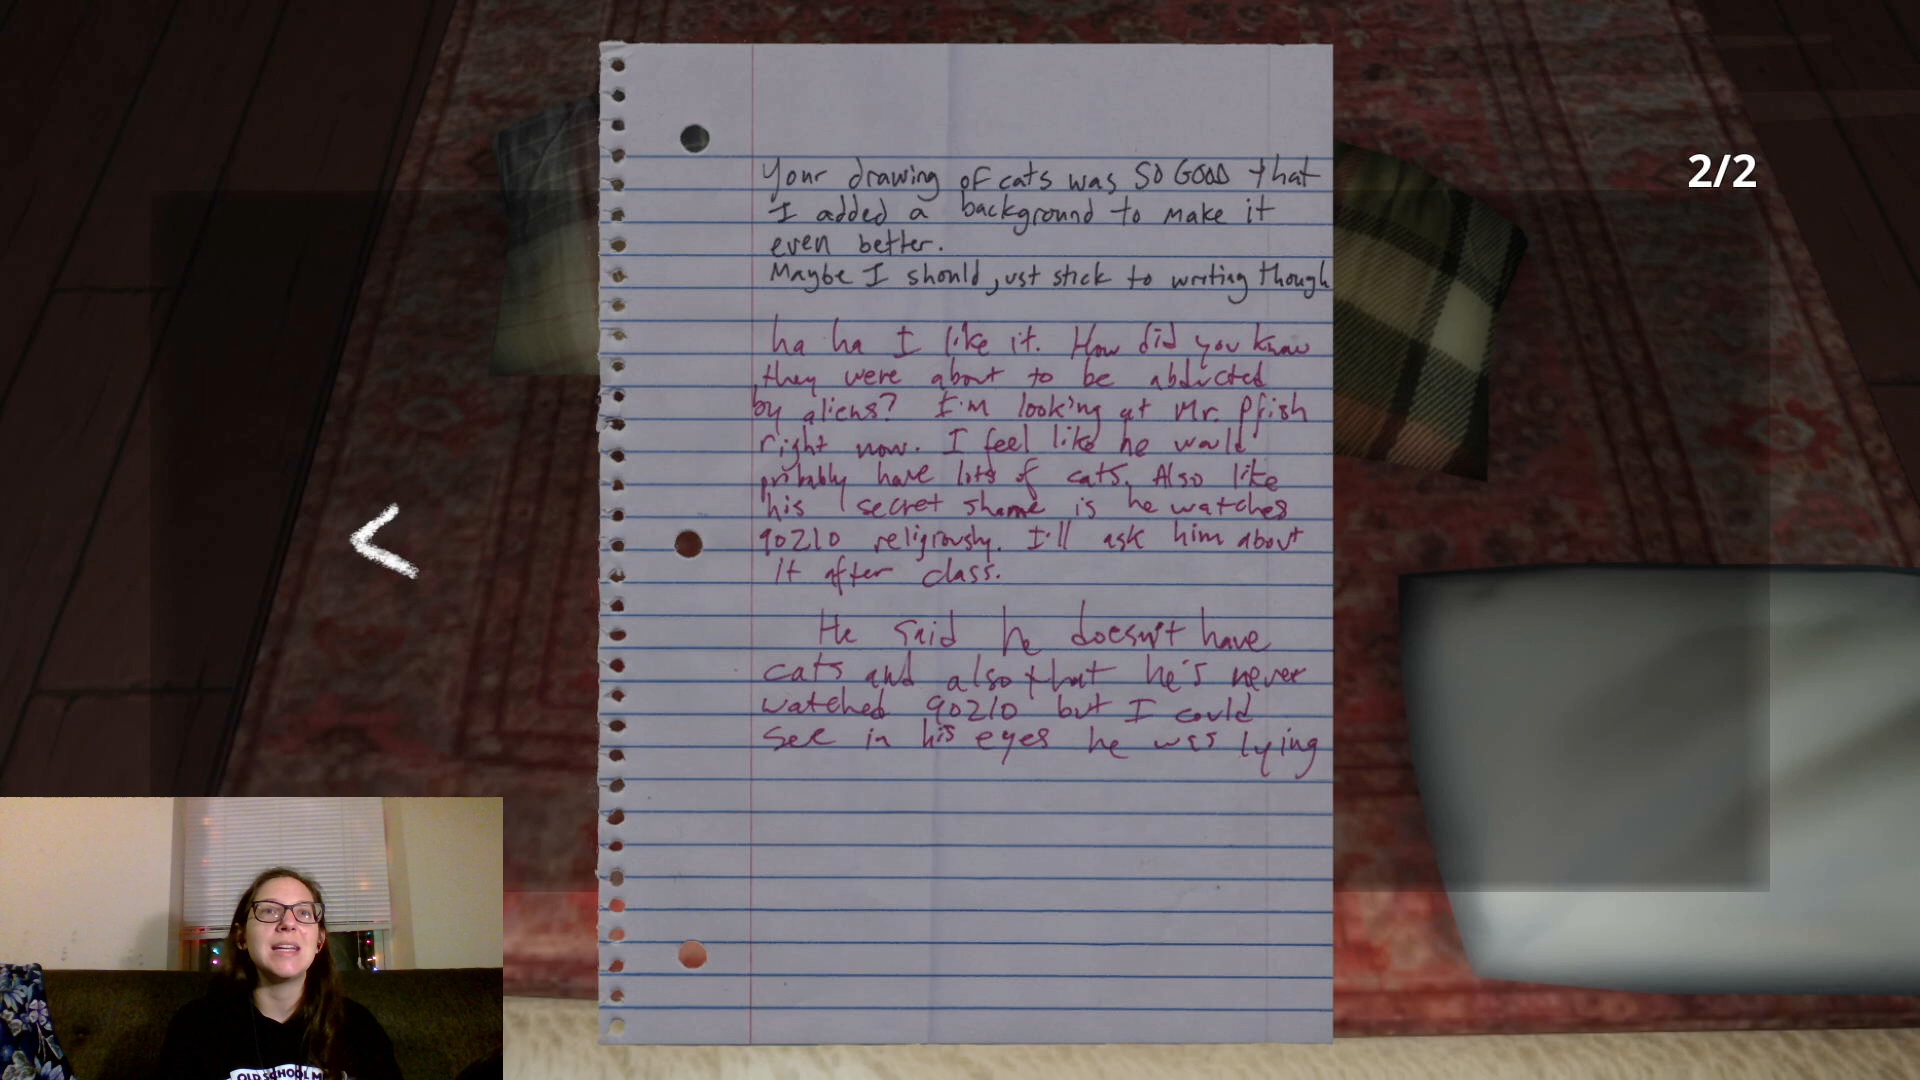 2/2
Your drawing of cats was SO GOOD that
I added a background to make it
even better.
Maybe I should just stick to writing though
ha ha I like it. How did you know
they were about to be abducted
by aliens? I'm looking at Mr. Pfish
right now. I feel like he would
probably have lots of cats. Also like
his secret shame is he watches
90210 religiously. I'll ask him about
it after class.
He said he doesn't have
cats and also that he's never
watched 90210 but I could
see in his eyes he was lying
OLD SCHOOL M